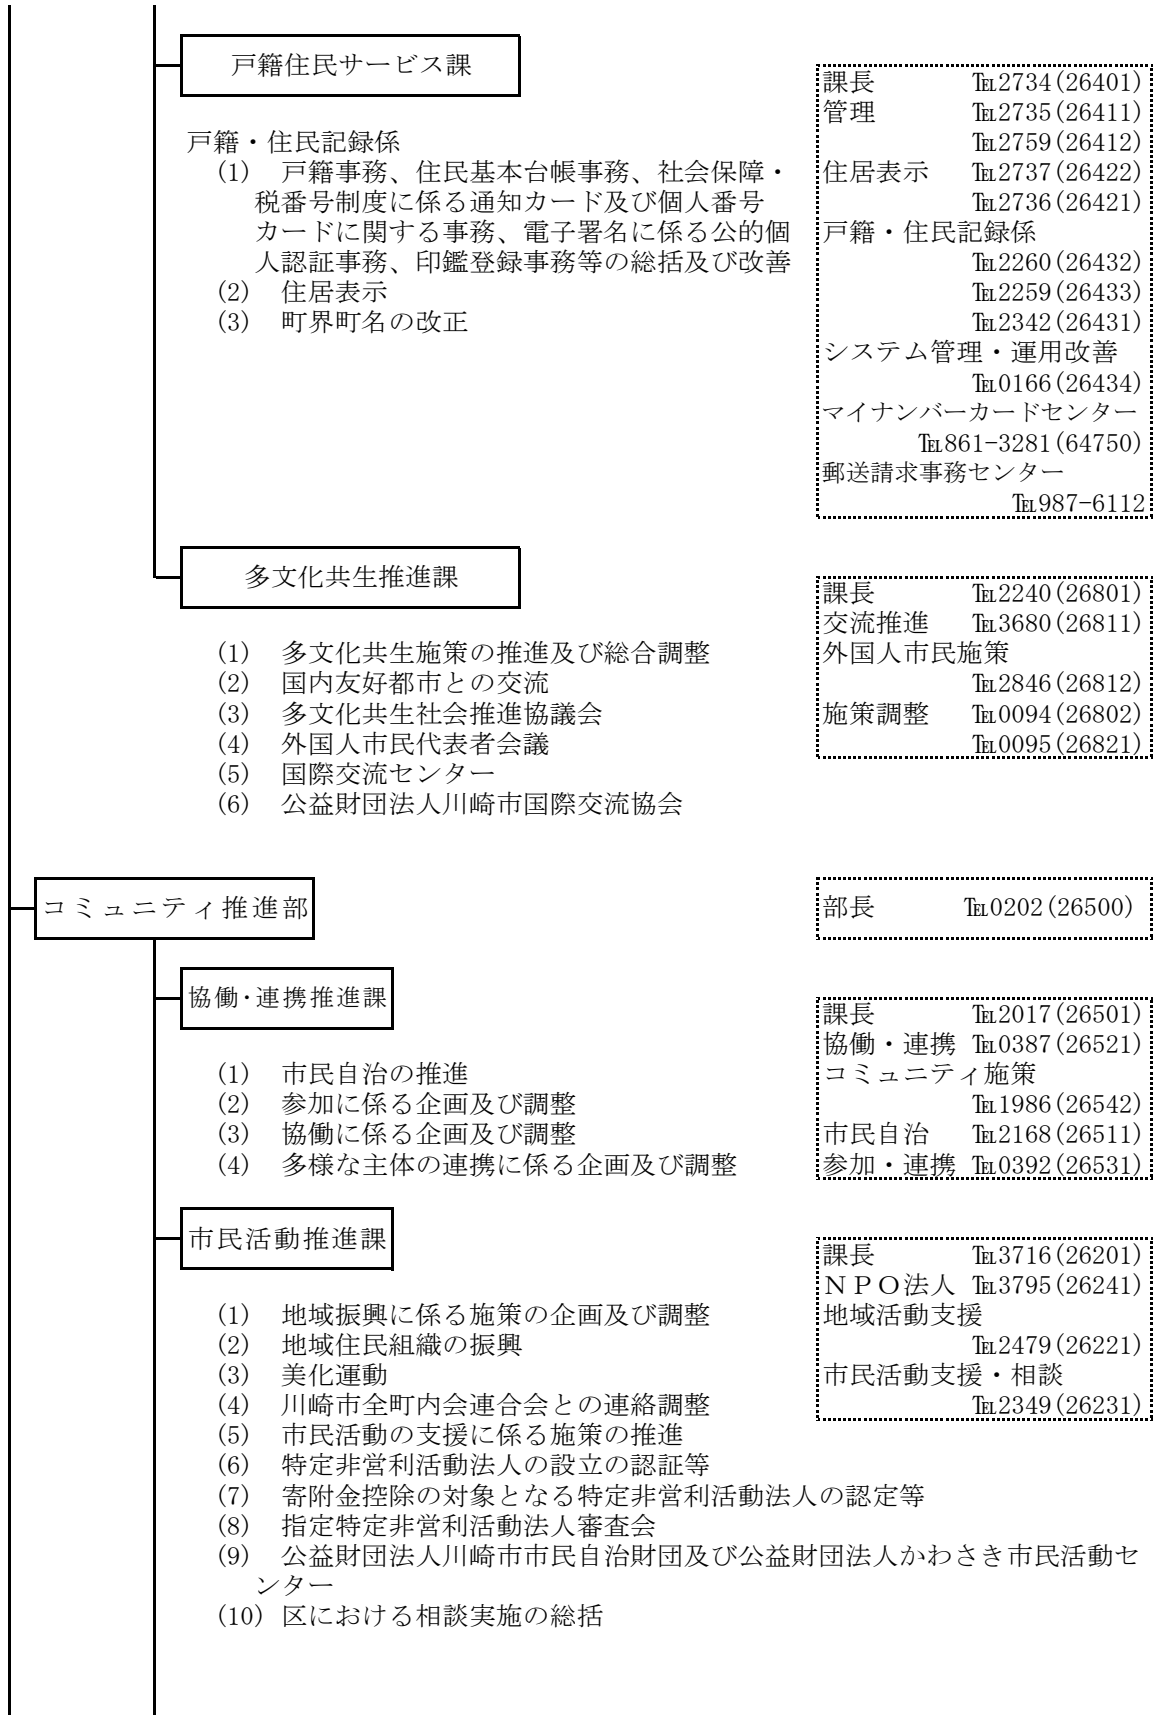 戸籍住民サービス課
課長 ℡2734(26401)
管理 ℡2735(26411)
℡2759(26412)
住居表示 ℡2737(26422)
℡2736(26421)
戸籍・住民記録係
℡2260(26432)
℡2259(26433)
℡2342(26431)
システム管理・運用改善
℡0166(26434)
マイナンバーカードセンター
℡861-3281(64750)
郵送請求事務センター
℡987-6112
戸籍・住民記録係
(1) 戸籍事務、住民基本台帳事務、社会保障・
税番号制度に係る通知カード及び個人番号
カードに関する事務、電子署名に係る公的個
人認証事務、印鑑登録事務等の総括及び改善
(2) 住居表示
(3) 町界町名の改正
多文化共生推進課
課長 ℡2240(26801)
交流推進 ℡3680(26811)
外国人市民施策
℡2846(26812)
施策調整 ℡0094(26802)
℡0095(26821)
(1) 多文化共生施策の推進及び総合調整
(2) 国内友好都市との交流
(3) 多文化共生社会推進協議会
(4) 外国人市民代表者会議
(5) 国際交流センター
(6) 公益財団法人川崎市国際交流協会
コミュニティ推進部
部長 ℡0202(26500)
協働・連携推進課
課長 ℡2017(26501)
協働・連携 ℡0387(26521)
コミュニティ施策
℡1986(26542)
市民自治 ℡2168(26511)
参加・連携 ℡0392(26531)
(1) 市民自治の推進
(2) 参加に係る企画及び調整
(3) 協働に係る企画及び調整
(4) 多様な主体の連携に係る企画及び調整
市民活動推進課
課長 ℡3716(26201)
ＮＰＯ法人 ℡3795(26241)
地域活動支援
℡2479(26221)
市民活動支援・相談
℡2349(26231)
(1) 地域振興に係る施策の企画及び調整
(2) 地域住民組織の振興
(3) 美化運動
(4) 川崎市全町内会連合会との連絡調整
(5) 市民活動の支援に係る施策の推進
(6) 特定非営利活動法人の設立の認証等
(7) 寄附金控除の対象となる特定非営利活動法人の認定等
(8) 指定特定非営利活動法人審査会
(9) 公益財団法人川崎市市民自治財団及び公益財団法人かわさき市民活動セ
ンター
(10) 区における相談実施の総括